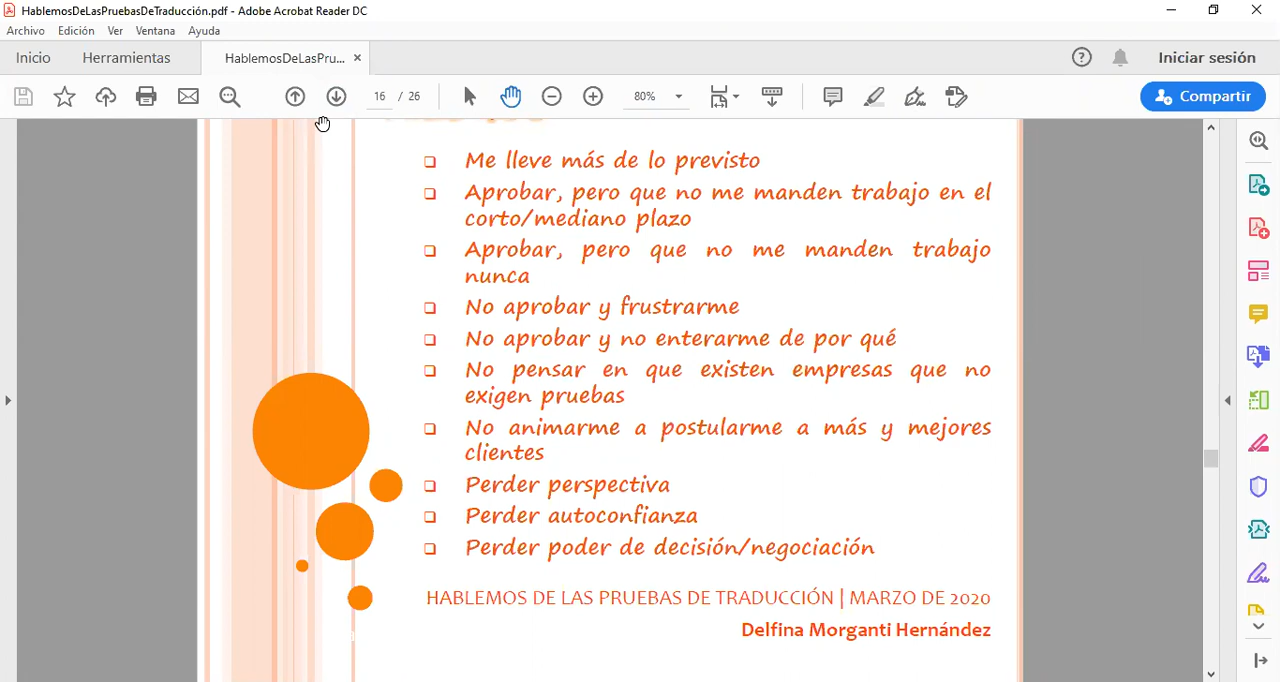 HablemosDeLasPruebasDeTraducción.pdf - Adobe Acrobat Reader DC
Archivo Edición Ver Ventana Ayuda
Inicio Herramientas HablemosDeLasPru... × Iniciar sesión
16 / 26 80% Compartir
❑ Me lleve más de lo previsto
❑ Aprobar, pero que no me manden trabajo en el
corto/mediano plazo
❑ Aprobar, pero que no me manden trabajo
nunca
❑ No aprobar y frustrarme
❑ No aprobar y no enterarme de por qué
❑ No pensar en que existen empresas que no
exigen pruebas
❑ No animarme a postularme a más y mejores
clientes
❑ Perder perspectiva
❑ Perder autoconfianza
❑ Perder poder de decisión/negociación
HABLEMOS DE LAS PRUEBAS DE TRADUCCIÓN | MARZO DE 2020
Delfina Morganti Hernández